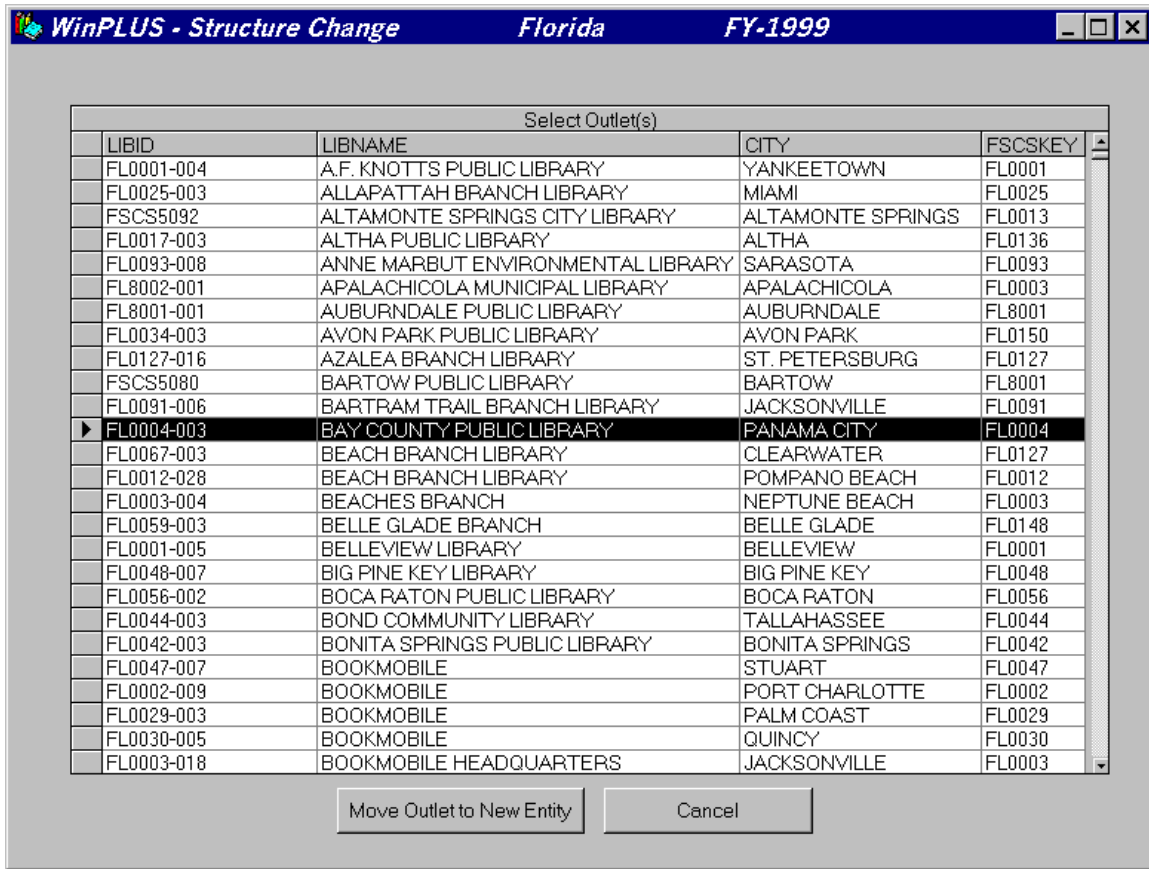 WinPLUS - Structure Change Florida FY-1999
Select Outlet(s)
LIBID LIBNAME CITY FSCSKEY
FL0001-004 A.F. KNOTTS PUBLIC LIBRARY YANKEETOWN FL0001
FL0025-003 ALLAPATTAH BRANCH LIBRARY MIAMI FL0025
FSCS5092 ALTAMONTE SPRINGS CITY LIBRARY ALTAMONTE SPRINGS FL0013
FL0017-003 ALTHA PUBLIC LIBRARY ALTHA FL0136
FL0093-008 ANNE MARBUT ENVIRONMENTAL LIBRARY SARASOTA FL0093
FL8002-001 APALACHICOLA MUNICIPAL LIBRARY APALACHICOLA FL0003
FL8001-001 AUBURNDALE PUBLIC LIBRARY AUBURNDALE FL8001
FL0034-003 AVON PARK PUBLIC LIBRARY AVON PARK FL0150
FL0127-016 AZALEA BRANCH LIBRARY ST. PETERSBURG FL0127
FSCS5080 BARTOW PUBLIC LIBRARY BARTOW FL8001
FL0091-006 BARTRAM TRAIL BRANCH LIBRARY JACKSONVILLE FL0091
FL0004-003 BAY COUNTY PUBLIC LIBRARY PANAMA CITY FL0004
FL0067-003 BEACH BRANCH LIBRARY CLEARWATER FL0127
FL0012-028 BEACH BRANCH LIBRARY POMPANO BEACH FL0012
FL0003-004 BEACHES BRANCH NEPTUNE BEACH FL0003
FL0059-003 BELLE GLADE BRANCH BELLE GLADE FL0148
FL0001-005 BELLEVIEW LIBRARY BELLEVIEW FL0001
FL0048-007 BIG PINE KEY LIBRARY BIG PINE KEY FL0048
FL0056-002 BOCA RATON PUBLIC LIBRARY BOCA RATON FL0056
FL0044-003 BOND COMMUNITY LIBRARY TALLAHASSEE FL0044
FL0042-003 BONITA SPRINGS PUBLIC LIBRARY BONITA SPRINGS FL0042
FL0047-007 BOOKMOBILE STUART FL0047
FL0002-009 BOOKMOBILE PORT CHARLOTTE FL0002
FL0029-003 BOOKMOBILE PALM COAST FL0029
FL0030-005 BOOKMOBILE QUINCY FL0030
FL0003-018 BOOKMOBILE HEADQUARTERS JACKSONVILLE FL0003
Move Outlet to New Entity Cancel